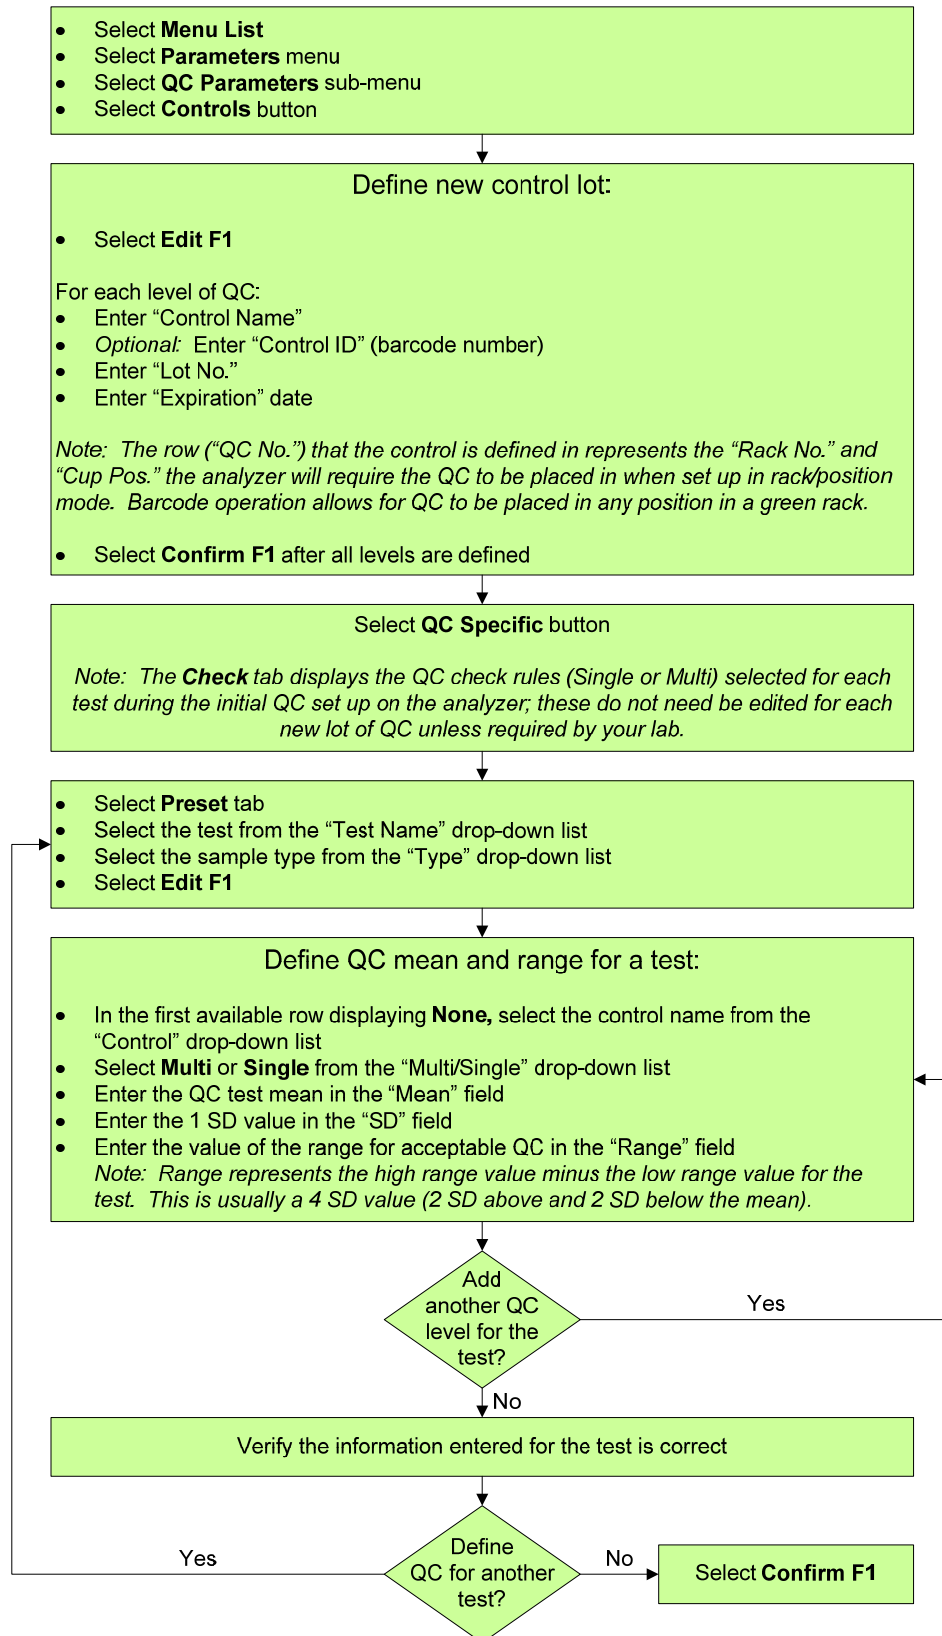 • Select Menu List
• Select Parameters menu
• Select QC Parameters sub-menu
• Select Controls button
Define new control lot:
• Select Edit F1
For each level of QC:
• Enter “Control Name”
• Optional: Enter “Control ID” (barcode number)
• Enter “Lot No.”
• Enter “Expiration” date
Note: The row (“QC No.”) that the control is defined in represents the “Rack No.” and
“Cup Pos.” the analyzer will require the QC to be placed in when set up in rack/position
mode. Barcode operation allows for QC to be placed in any position in a green rack.
• Select Confirm F1 after all levels are defined
Select QC Specific button
Note: The Check tab displays the QC check rules (Single or Multi) selected for each
test during the initial QC set up on the analyzer; these do not need be edited for each
new lot of QC unless required by your lab.
• Select Preset tab
• Select the test from the “Test Name” drop-down list
• Select the sample type from the “Type” drop-down list
• Select Edit F1
Define QC mean and range for a test:
• In the first available row displaying None, select the control name from the
“Control” drop-down list
• Select Multi or Single from the “Multi/Single” drop-down list
• Enter the QC test mean in the “Mean” field
• Enter the 1 SD value in the “SD” field
• Enter the value of the range for acceptable QC in the “Range” field
Note: Range represents the high range value minus the low range value for the
test. This is usually a 4 SD value (2 SD above and 2 SD below the mean).
Add
another QC
level for the
test?
Yes
No
Verify the information entered for the test is correct
Define
QC for another
test?
Yes
No
Select Confirm F1